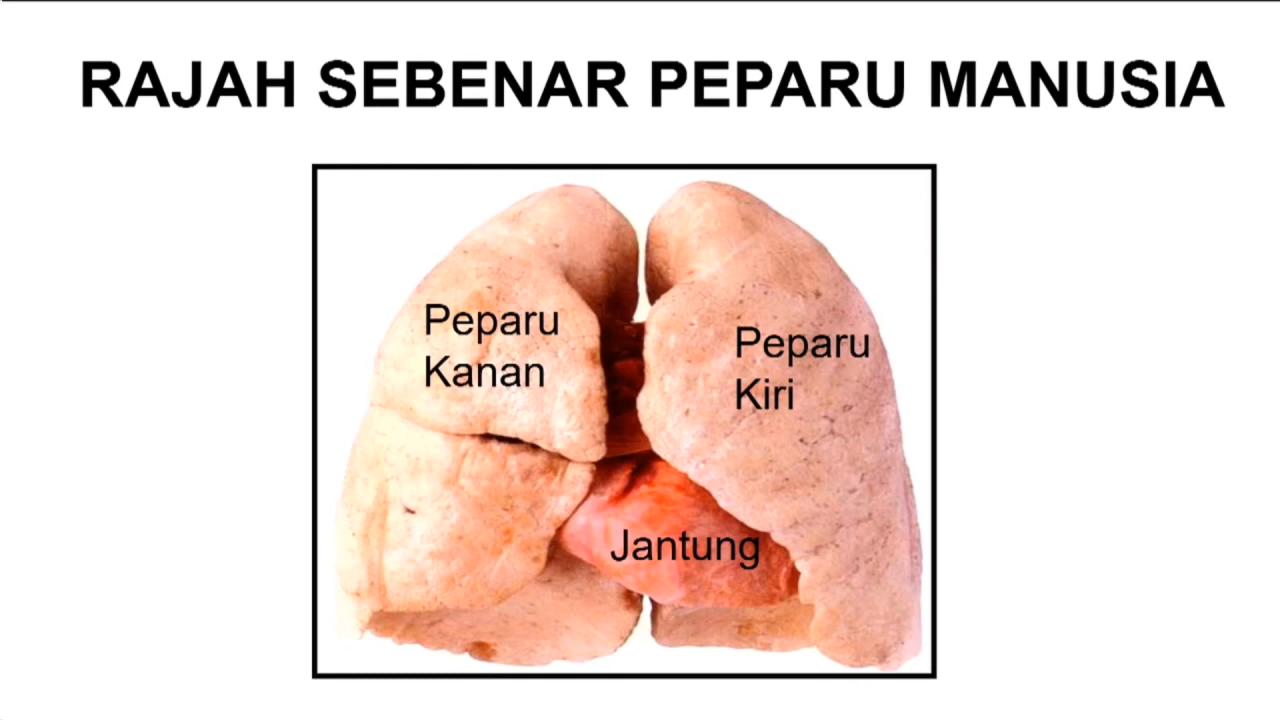 RAJAH SEBENAR PEPARU MANUSIA
Peparu
Kanan
Peparu
Kiri
Jantung